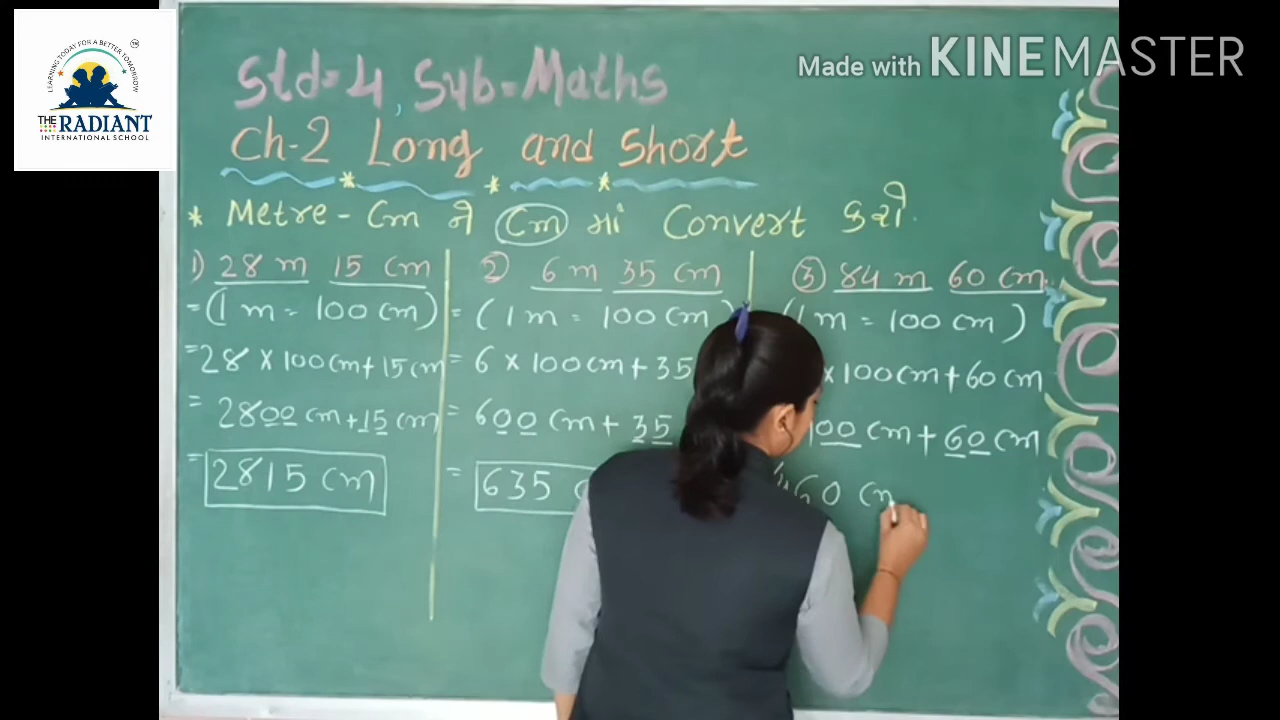 LEARNING TODAY FOR A BETTER TOMORROW
THE RADIANT
INTERNATIONAL SCHOOL
Made with KINEMASTER
Std=4, Sub=Maths
Ch-2 Long and Short
* Metre - Cm ને Cm માં Convert કરો.
1) 28 m 15 cm
= (1 m = 100 cm)
= 28 × 100 cm + 15 cm
= 2800 cm + 15 cm
= 2815 cm
② 6 m 35 cm
= (1 m = 100 cm
= 6 × 100 cm + 35
= 600 cm + 35
= 635
③ 84 m 60 cm.
(1 m = 100 cm)
× 100 cm + 60 cm
00 cm + 60 cm
460 cm